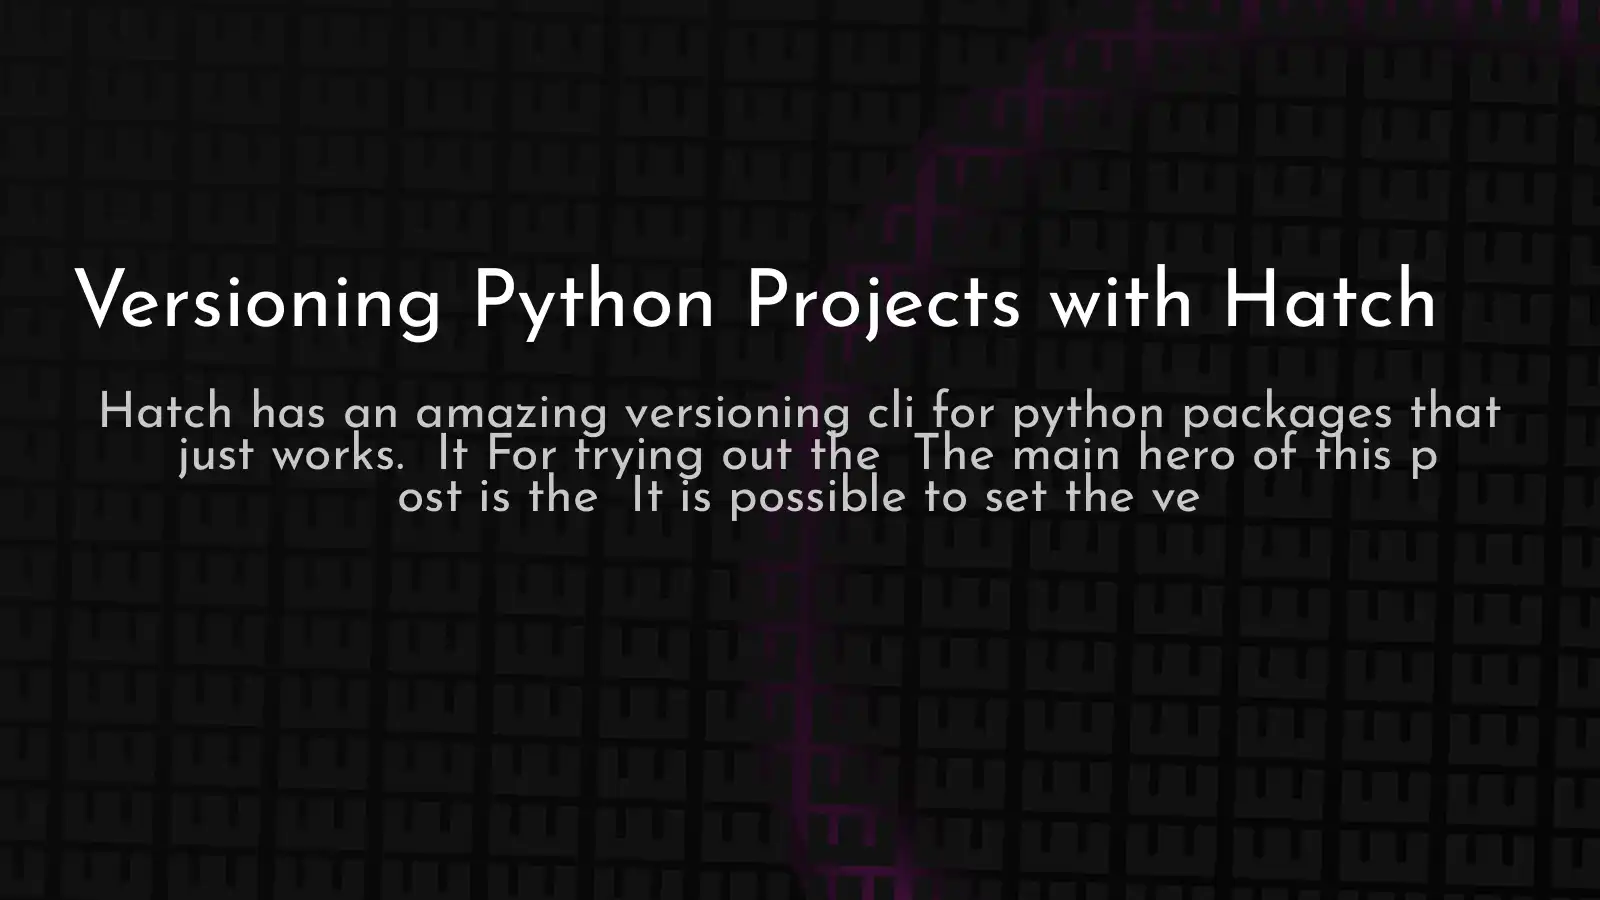 Versioning Python Projects with Hatch
Hatch has an amazing versioning cli for python packages that
just works.  It For trying out the  The main hero of this p
ost is the  It is possible to set the ve